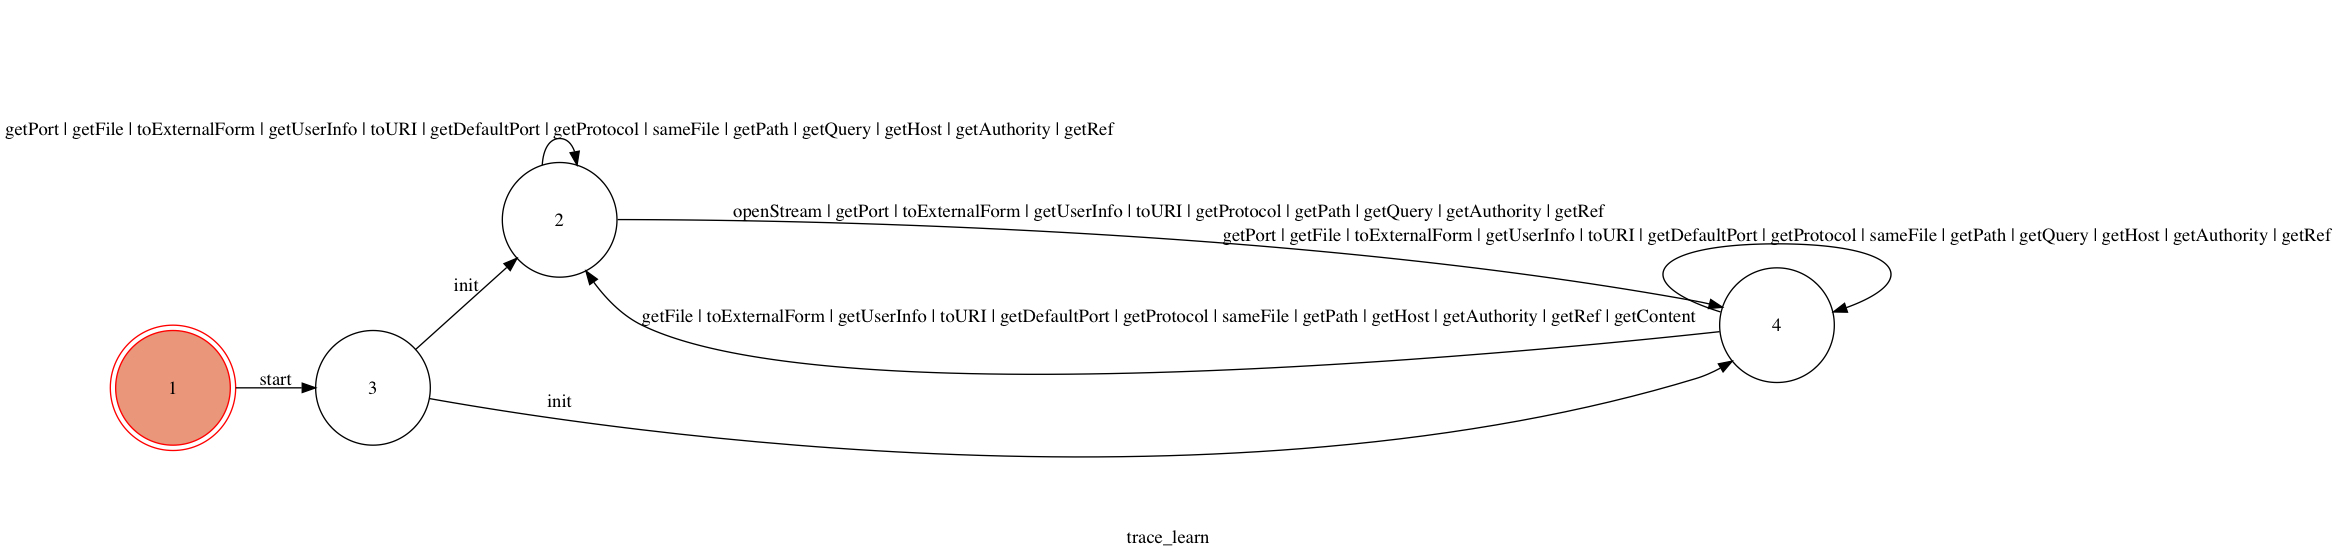 getPort | getFile | toExternalForm | getUserInfo | toURI | getDefaultPort | getProtocol | sameFile | getPath | getQuery | getHost | getAuthority | getRef
2
openStream | getPort | toExternalForm | getUserInfo | toURI | getProtocol | getPath | getQuery | getAuthority | getRef
getPort | getFile | toExternalForm | getUserInfo | toURI | getDefaultPort | getProtocol | sameFile | getPath | getQuery | getHost | getAuthority | getRef
init
getFile | toExternalForm | getUserInfo | toURI | getDefaultPort | getProtocol | sameFile | getPath | getHost | getAuthority | getRef | getContent
4
1
start
3
init
trace_learn